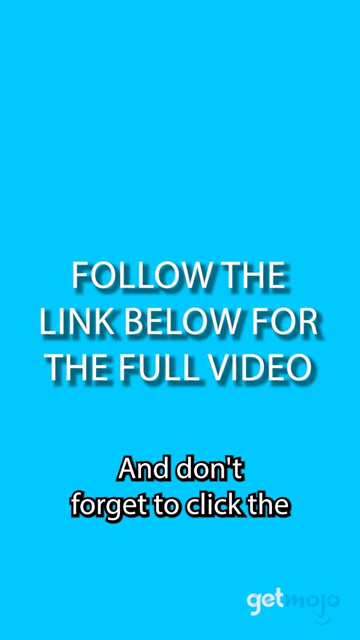 FOLLOW THE
LINK BELOW FOR
THE FULL VIDEO
And don't
forget to click the
getmojo